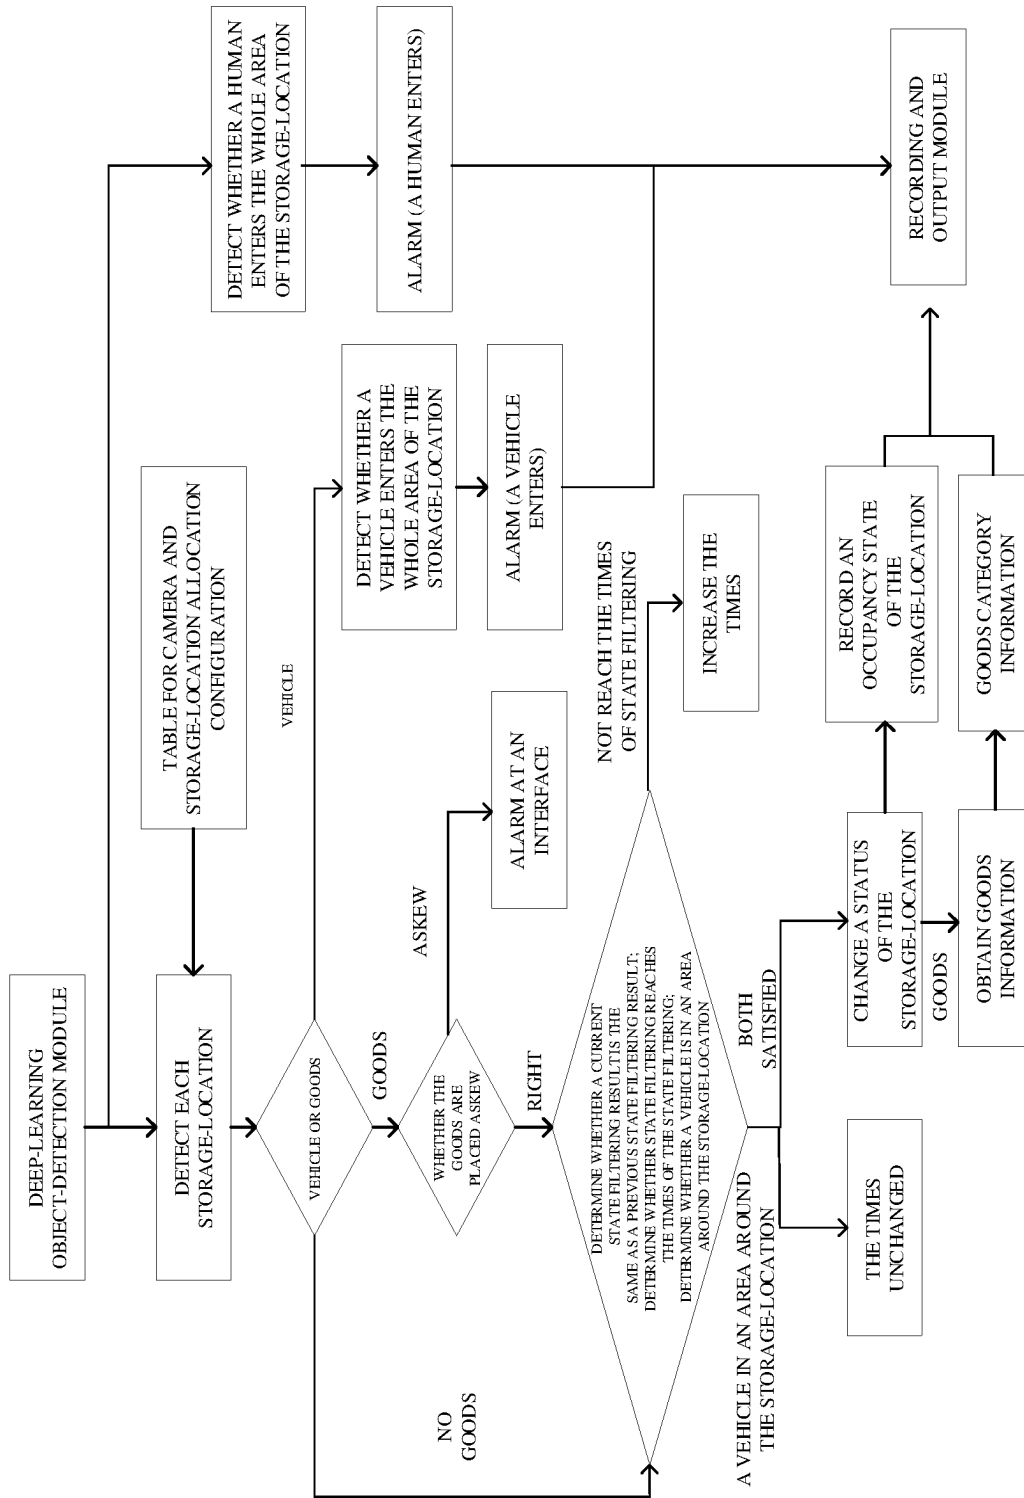 DEEP-LEARNING
OBJECT-DETECTION MODULE
TABLE FOR CAMERA AND
STORAGE-LOCATION ALLOCATION
CONFIGURATION
DETECT EACH
STORAGE-LOCATION
DETECT WHETHER A HUMAN
ENTERS THE WHOLE AREA
OF THE STORAGE-LOCATION
VEHICLE OR GOODS
VEHICLE
DETECT WHETHER A
VEHICLE ENTERS THE
WHOLE AREA OF THE
STORAGE-LOCATION
ALARM (A HUMAN ENTERS)
GOODS
NO
GOODS
WHETHER THE
GOODS ARE
PLACED ASKEW
ASKEW
ALARM AT AN
INTERFACE
ALARM (A VEHICLE
ENTERS)
RIGHT
DETERMINE WHETHER A CURRENT
STATE FILTERING RESULT IS THE
SAME AS A PREVIOUS STATE FILTERING RESULT;
DETERMINE WHETHER STATE FILTERING REACHES
THE TIMES OF THE STATE FILTERING;
DETERMINE WHETHER A VEHICLE IS IN AN AREA
AROUND THE STORAGE-LOCATION
NOT REACH THE TIMES
OF STATE FILTERING
INCREASE THE
TIMES
A VEHICLE IN AN AREA AROUND
THE STORAGE-LOCATION
BOTH
SATISFIED
THE TIMES
UNCHANGED
CHANGE A STATUS
OF THE
STORAGE-LOCATION
RECORD AN
OCCUPANCY STATE
OF THE
STORAGE-LOCATION
RECORDING AND
OUTPUT MODULE
GOODS
OBTAIN GOODS
INFORMATION
GOODS CATEGORY
INFORMATION